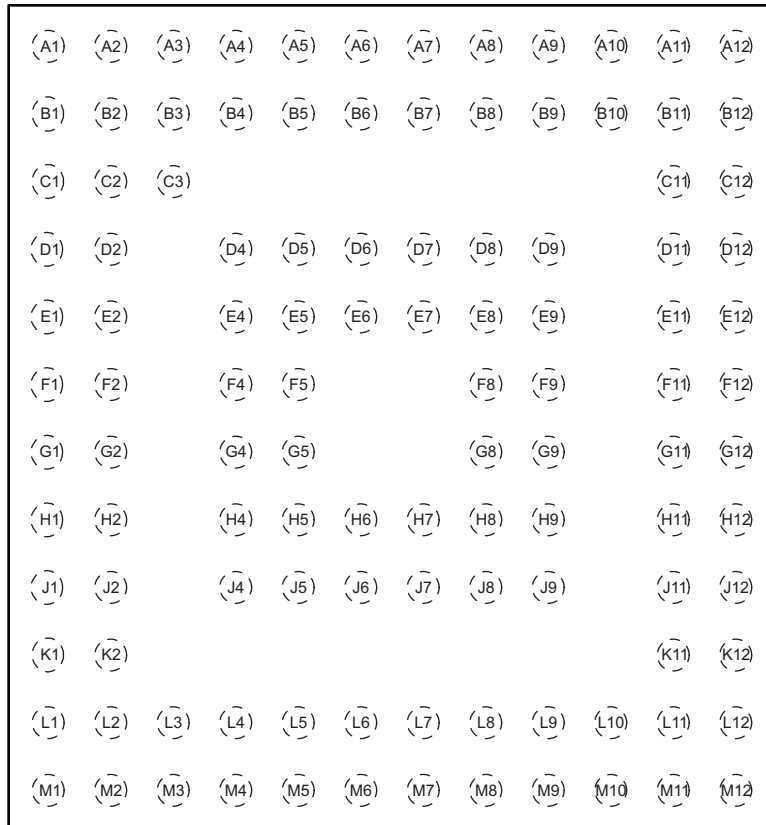 A1 A2 A3 A4 A5 A6 A7 A8 A9 A10 A11 A12
B1 B2 B3 B4 B5 B6 B7 B8 B9 B10 B11 B12
C1 C2 C3 C11 C12
D1 D2 D4 D5 D6 D7 D8 D9 D11 D12
E1 E2 E4 E5 E6 E7 E8 E9 E11 E12
F1 F2 F4 F5 F8 F9 F11 F12
G1 G2 G4 G5 G8 G9 G11 G12
H1 H2 H4 H5 H6 H7 H8 H9 H11 H12
J1 J2 J4 J5 J6 J7 J8 J9 J11 J12
K1 K2 K11 K12
L1 L2 L3 L4 L5 L6 L7 L8 L9 L10 L11 L12
M1 M2 M3 M4 M5 M6 M7 M8 M9 M10 M11 M12